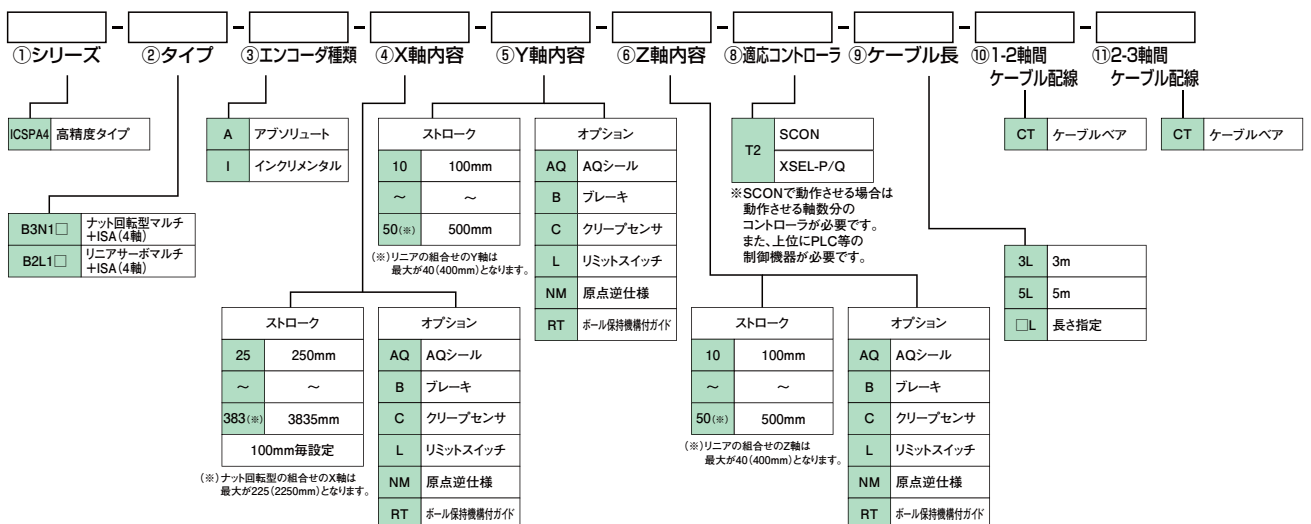 ①シリーズ
②タイプ
③エンコーダ種類
④X軸内容
⑤Y軸内容
⑥Z軸内容
⑧適応コントローラ
⑨ケーブル長
⑩1-2軸間
ケーブル配線
⑪2-3軸間
ケーブル配線
ICSPA4 高精度タイプ
B3N1□ ナット回転型マルチ
+ISA(4軸)
B2L1□ リニアサーボマルチ
+ISA(4軸)
A アブソリュート
I インクリメンタル
ストローク
25 250mm
～ ～
383(※) 3835mm
100mm毎設定
(※)ナット回転型の組合せのX軸は
最大が225(2250mm)となります。
オプション
AQ AQシール
B ブレーキ
C クリープセンサ
L リミットスイッチ
NM 原点逆仕様
RT ボール保持機構付ガイド
ストローク
10 100mm
～ ～
50(※) 500mm
(※)リニアの組合せのY軸は
最大が40(400mm)となります。
オプション
AQ AQシール
B ブレーキ
C クリープセンサ
L リミットスイッチ
NM 原点逆仕様
RT ボール保持機構付ガイド
ストローク
10 100mm
～ ～
50(※) 500mm
(※)リニアの組合せのZ軸は
最大が40(400mm)となります。
オプション
AQ AQシール
B ブレーキ
C クリープセンサ
L リミットスイッチ
NM 原点逆仕様
RT ボール保持機構付ガイド
T2 SCON
XSEL-P/Q
※SCONで動作させる場合は
動作させる軸数分の
コントローラが必要です。
また、上位にPLC等の
制御機器が必要です。
3L 3m
5L 5m
□L 長さ指定
CT ケーブルベア
CT ケーブルベア